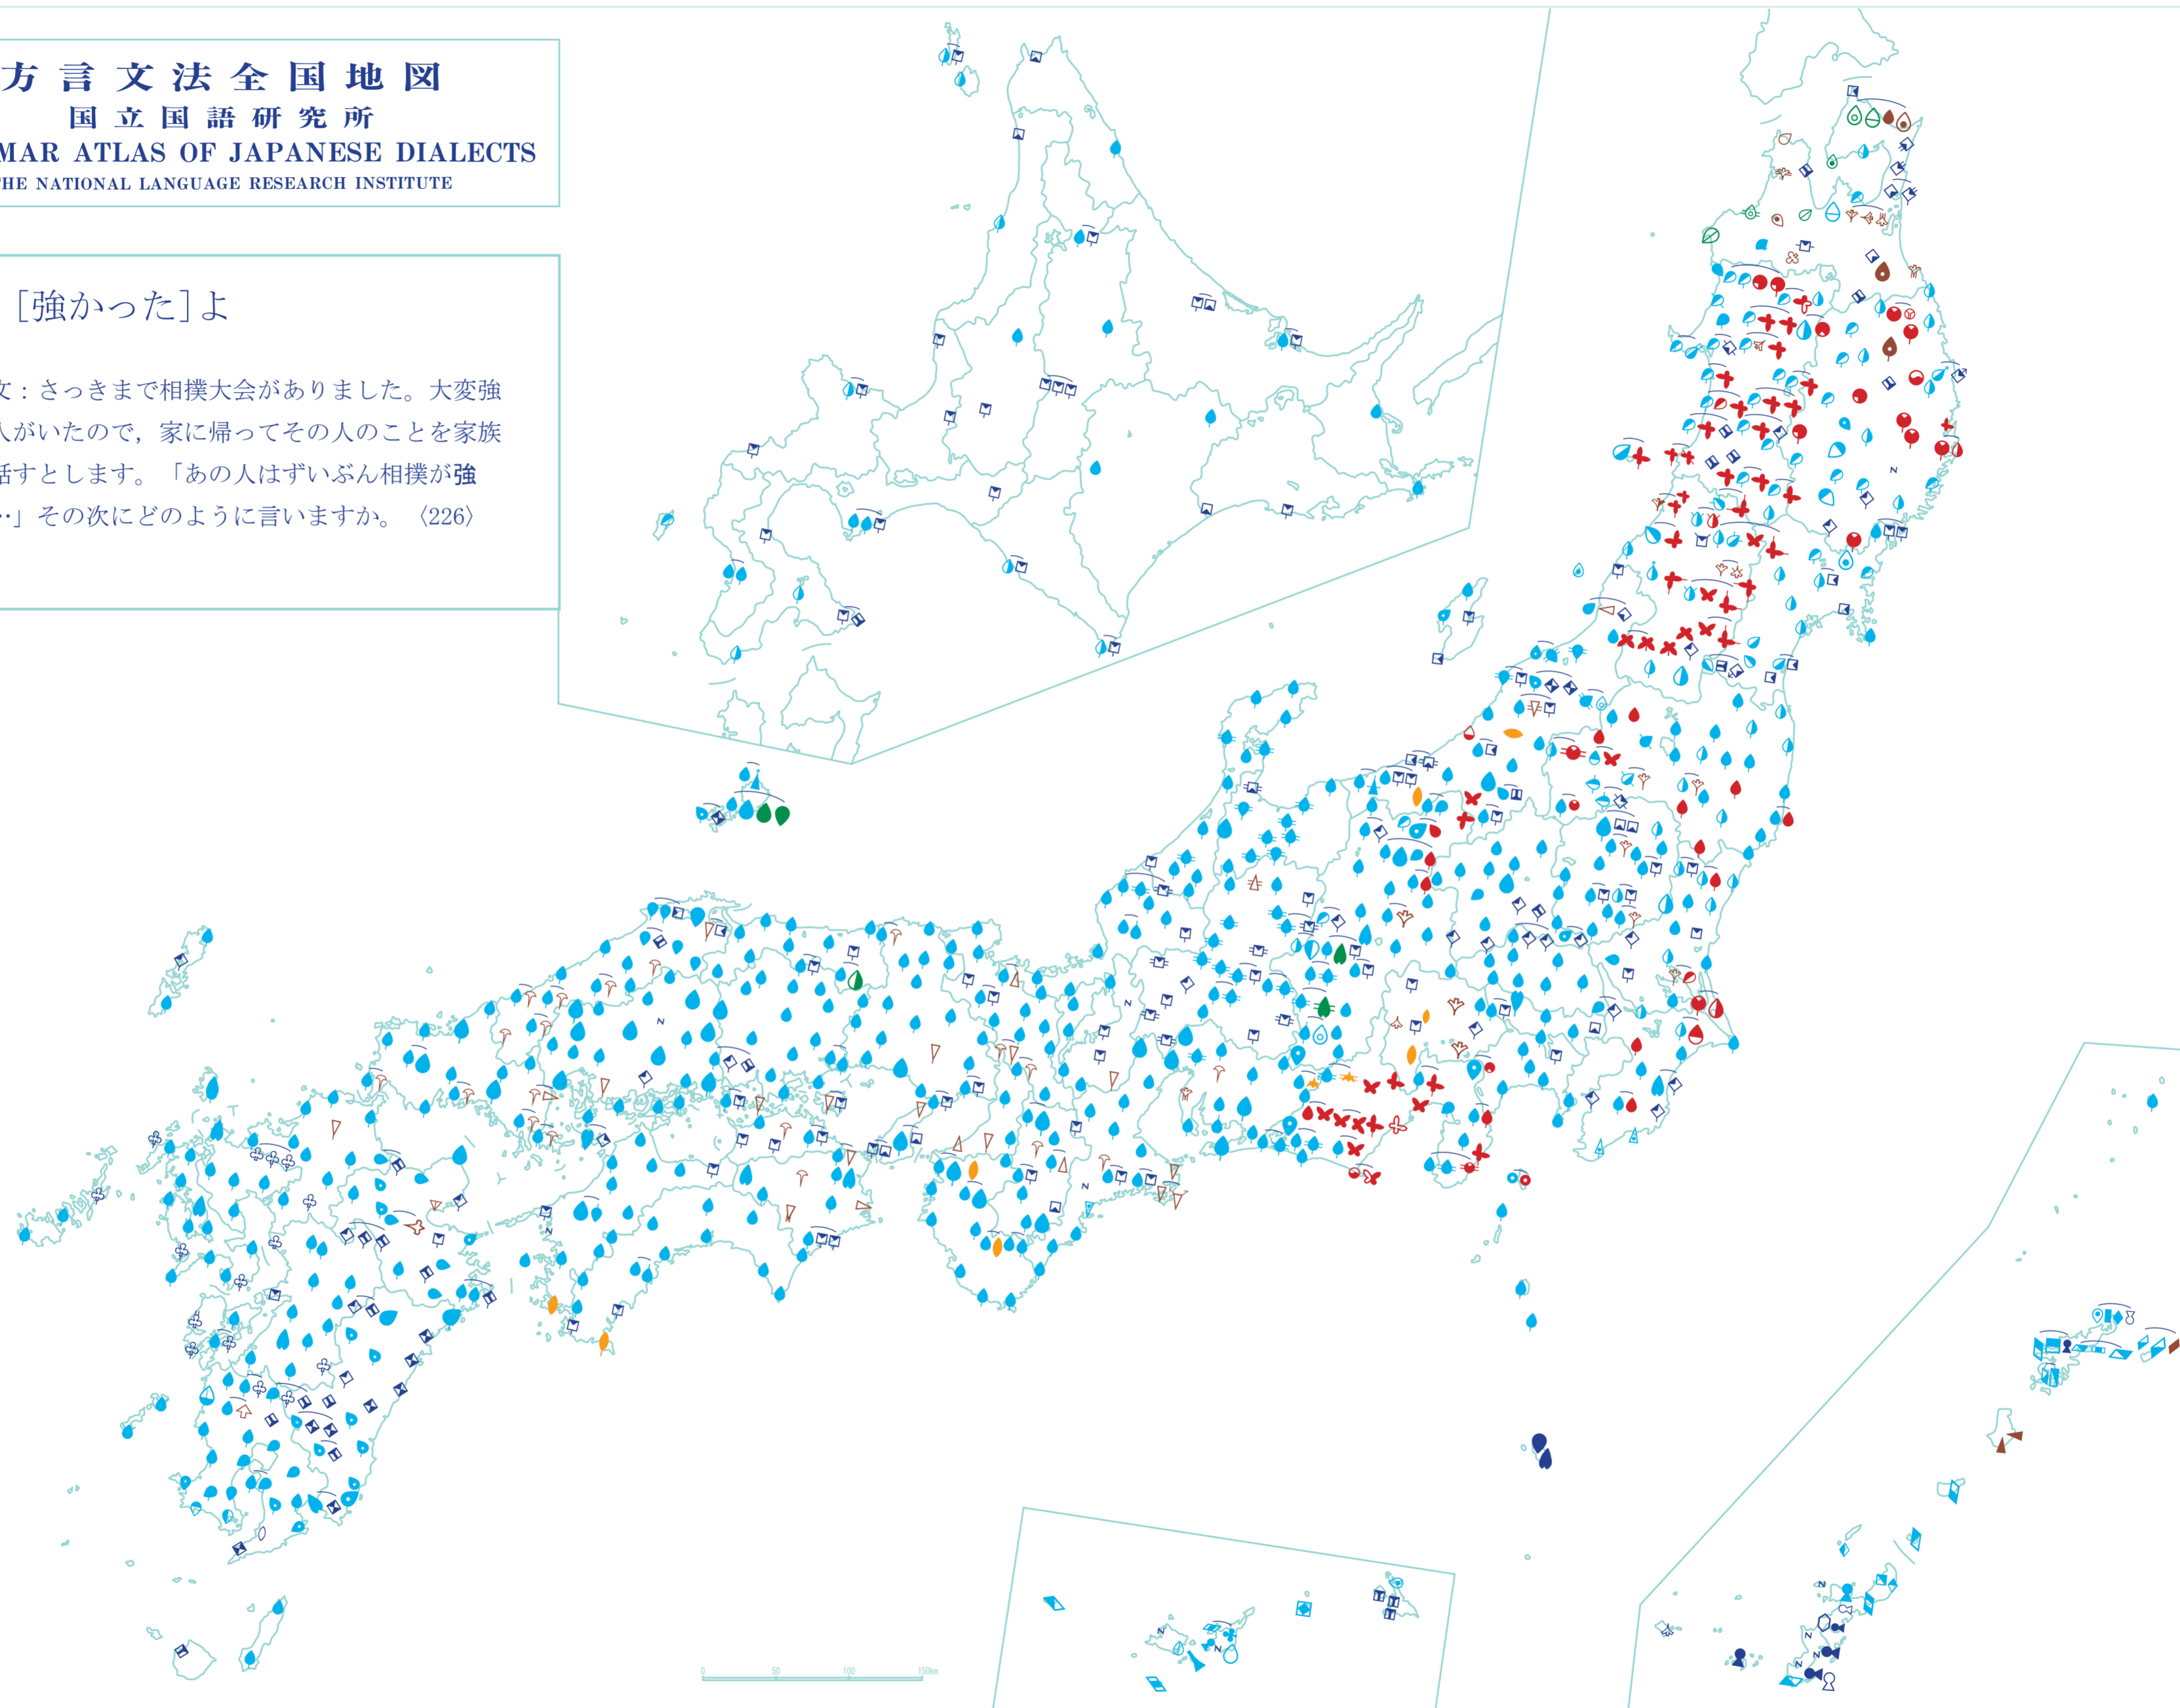 方言文法全国地図
国立国語研究所
MAR ATLAS OF JAPANESE DIALECTS
HE NATIONAL LANGUAGE RESEARCH INSTITUTE
[強かった]よ
文：さっきまで相撲大会がありました。大変強
人がいたので，家に帰ってその人のことを家族
話すとします。「あの人はずいぶん相撲が強
…」その次にどのように言いますか。〈226〉
0 50 100 150km